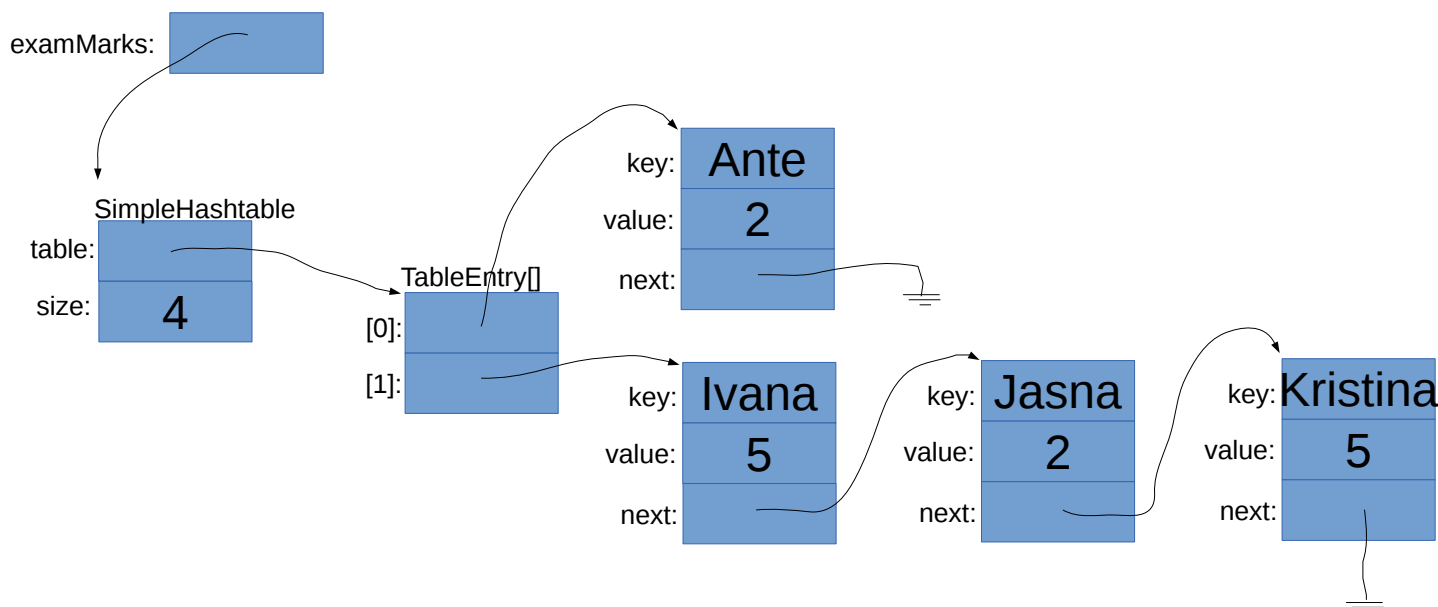 examMarks:
SimpleHashtable
table:
size: 4
TableEntry[]
[0]:
[1]:
key: Ante
value: 2
next:
key: Ivana
value: 5
next:
key: Jasna
value: 2
next:
key: Kristina
value: 5
next: